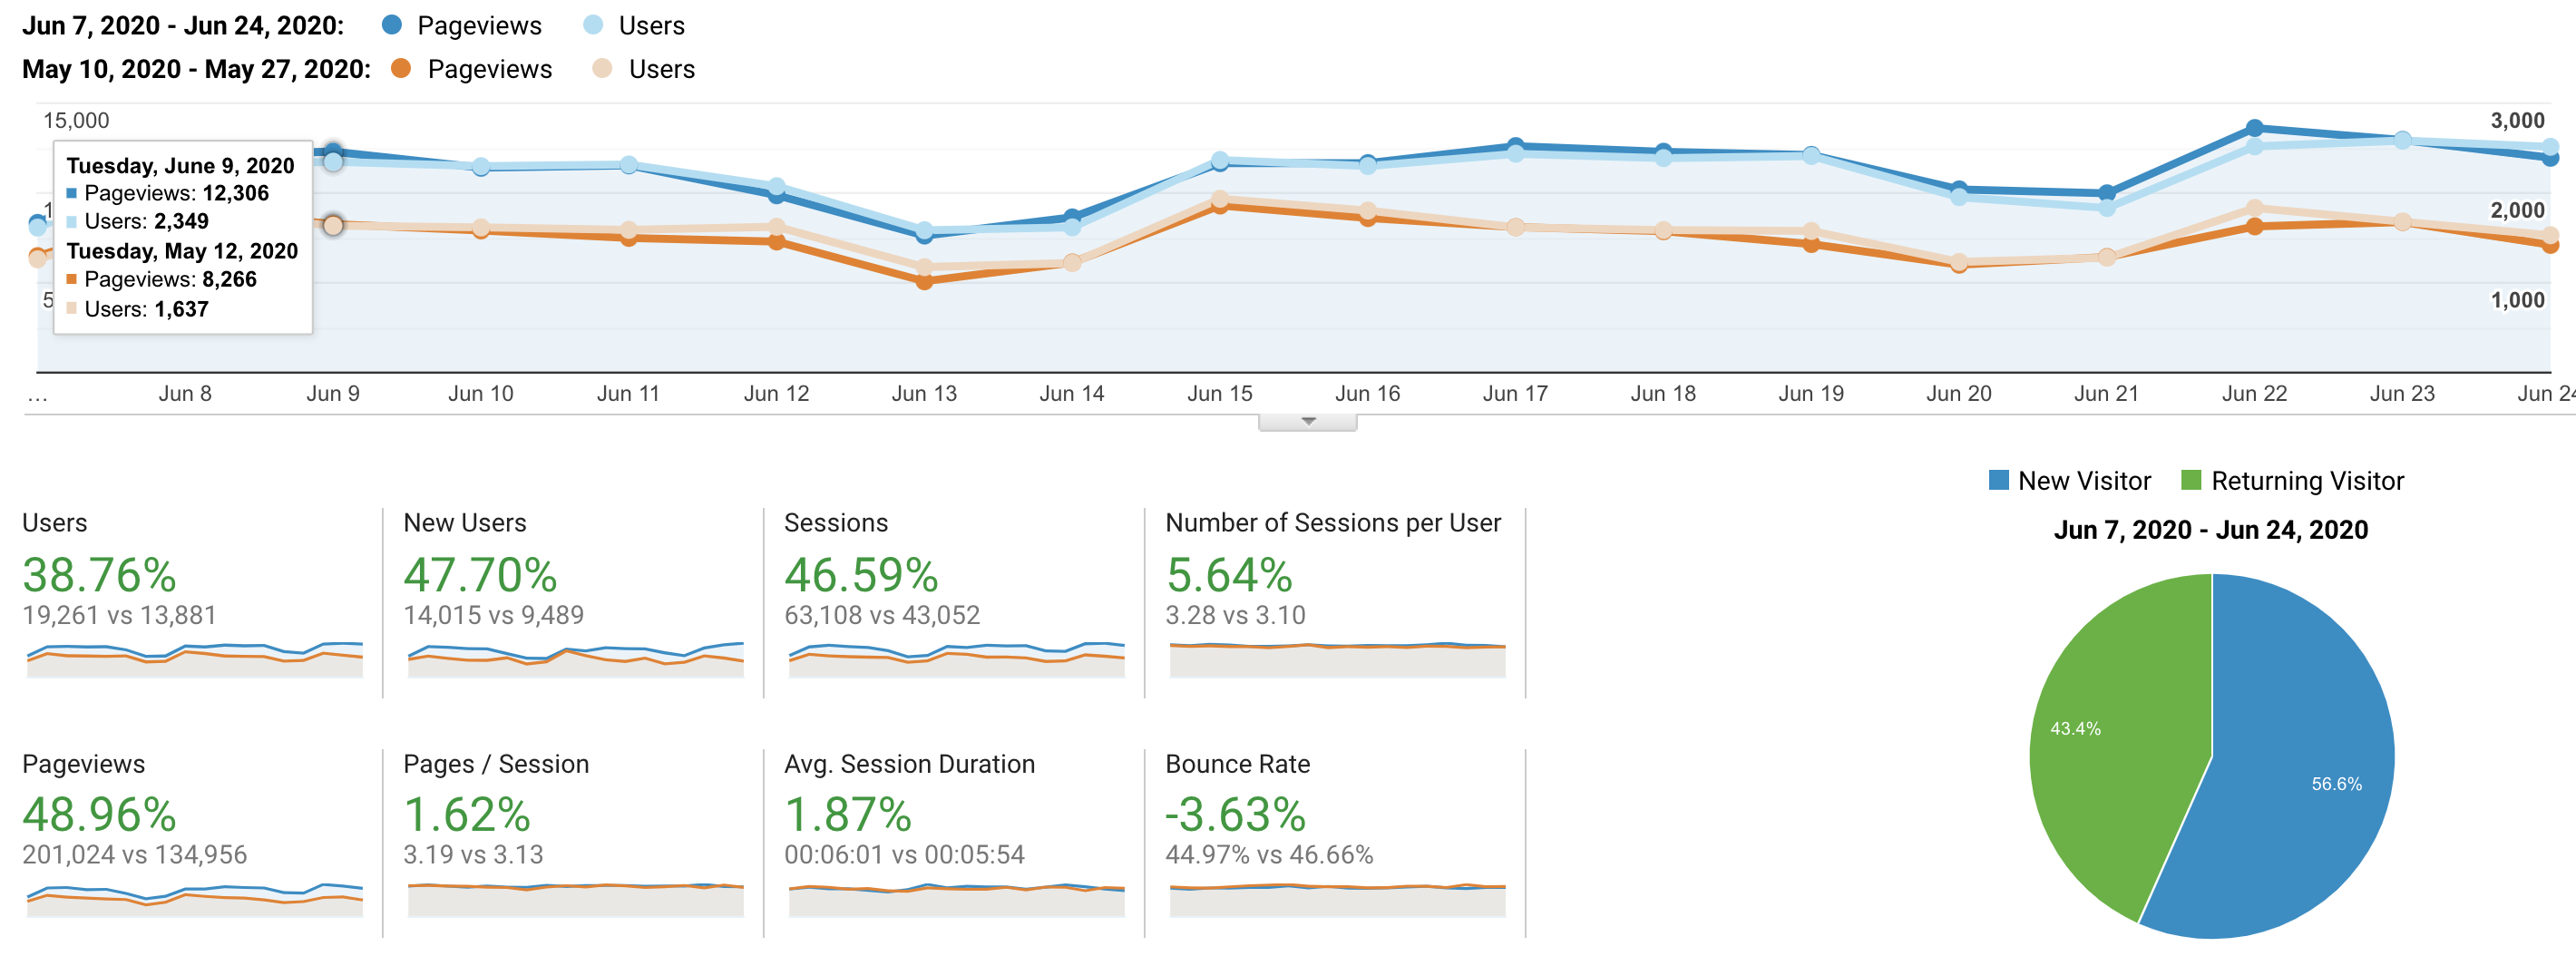 Jun 7, 2020 - Jun 24, 2020: Pageviews Users
May 10, 2020 - May 27, 2020: Pageviews Users
15,000 3,000
Tuesday, June 9, 2020
Pageviews: 12,306
Users: 2,349
Tuesday, May 12, 2020
Pageviews: 8,266
Users: 1,637
1 2,000
5 1,000
... Jun 8 Jun 9 Jun 10 Jun 11 Jun 12 Jun 13 Jun 14 Jun 15 Jun 16 Jun 17 Jun 18 Jun 19 Jun 20 Jun 21 Jun 22 Jun 23 Jun 24
New Visitor Returning Visitor
Jun 7, 2020 - Jun 24, 2020
43.4%
56.6%
Users New Users Sessions Number of Sessions per User
38.76% 47.70% 46.59% 5.64%
19,261 vs 13,881 14,015 vs 9,489 63,108 vs 43,052 3.28 vs 3.10
Pageviews Pages / Session Avg. Session Duration Bounce Rate
48.96% 1.62% 1.87% -3.63%
201,024 vs 134,956 3.19 vs 3.13 00:06:01 vs 00:05:54 44.97% vs 46.66%